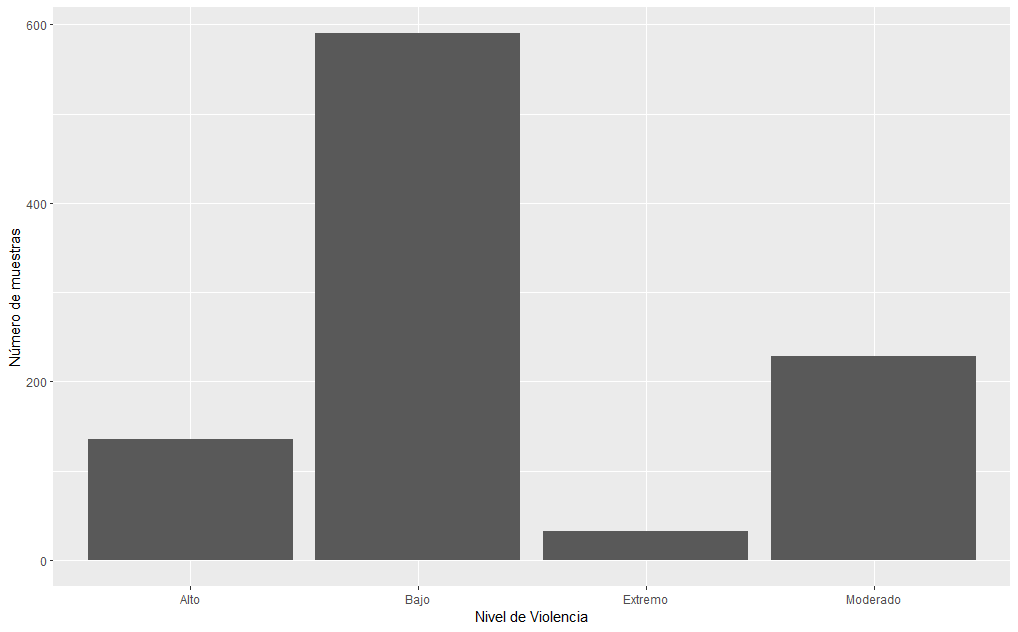 600
400
200
0
Número de muestras
Alto Bajo Extremo Moderado
Nivel de Violencia